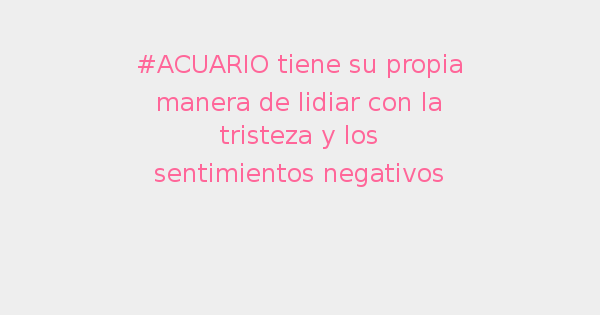 #ACUARIO tiene su propia
manera de lidiar con la
tristeza y los
sentimientos negativos